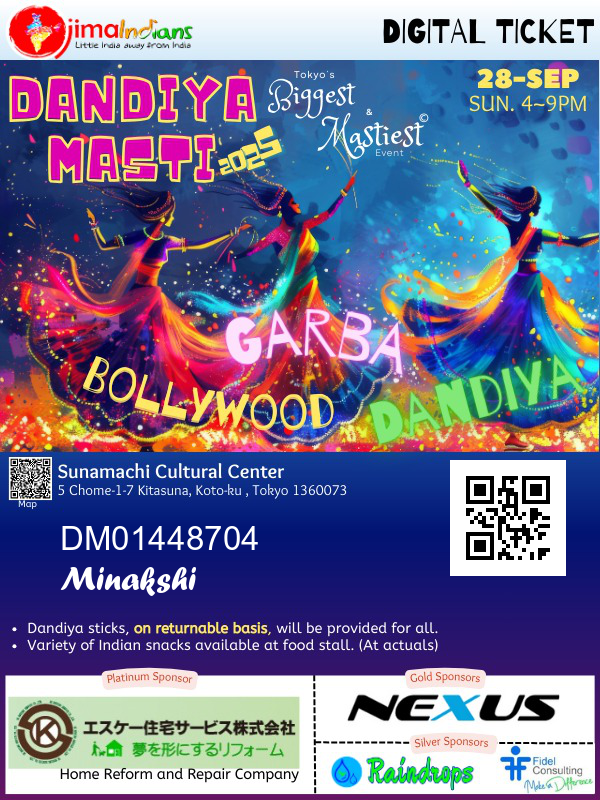 OjimaIndians
Little India away from India
DIGITAL TICKET
DANDIYA
MASTI 2025
Tokyo's
Biggest
&
Mastiest©
Event
28-SEP
SUN. 4~9PM
GARBA
BOLLYWOOD
DANDIYA
Map
Sunamachi Cultural Center
5 Chome-1-7 Kitasuna, Koto-ku , Tokyo 1360073
DM01448704
Minakshi
• Dandiya sticks, on returnable basis, will be provided for all.
• Variety of Indian snacks available at food stall. (At actuals)
Platinum Sponsor
SK
エスケー住宅サービス株式会社
夢を形にするリフォーム
Home Reform and Repair Company
Gold Sponsors
NEXUS
Silver Sponsors
Raindrops
Fidel
Consulting
Make a Difference